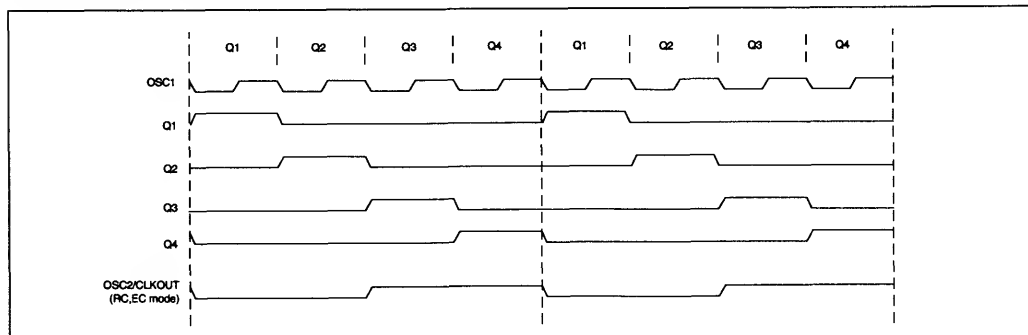 Q1 Q2 Q3 Q4 Q1 Q2 Q3 Q4
OSC1
Q1
Q2
Q3
Q4
OSC2/CLKOUT
(RC,EC mode)